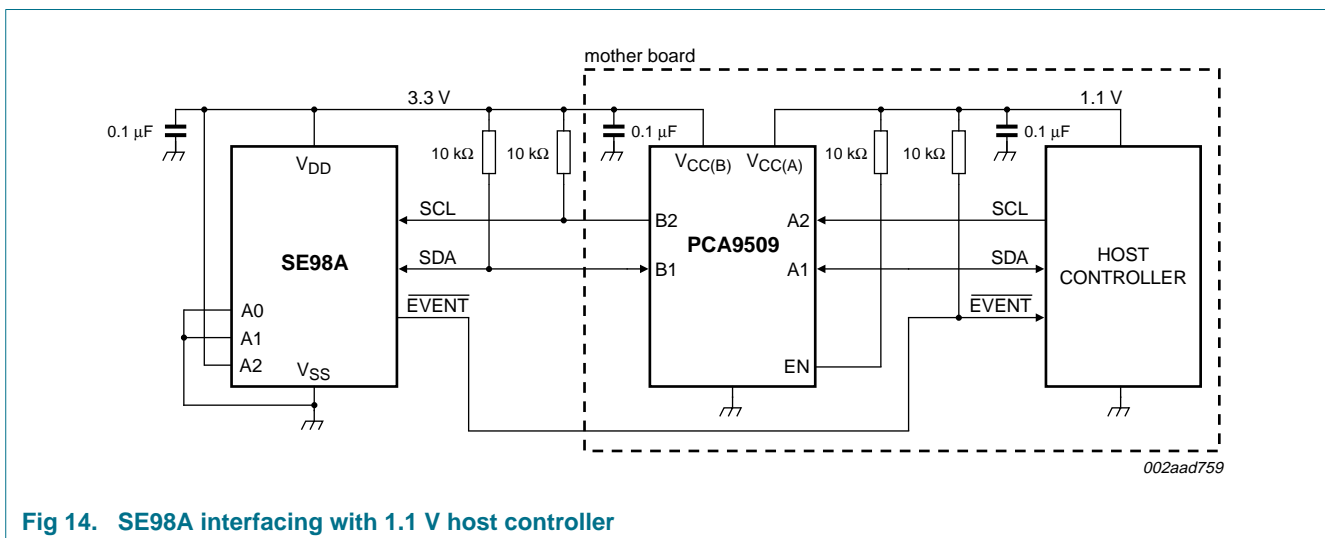 mother board
3.3 V
1.1 V
0.1 μF
10 kΩ
10 kΩ
0.1 μF
10 kΩ
10 kΩ
0.1 μF
VDD
VCC(B)
VCC(A)
SCL
B2
A2
SCL
SE98A
PCA9509
HOST
CONTROLLER
SDA
B1
A1
SDA
A0
EVENT
EVENT
A1
A2
VSS
EN
002aad759
Fig 14. SE98A interfacing with 1.1 V host controller